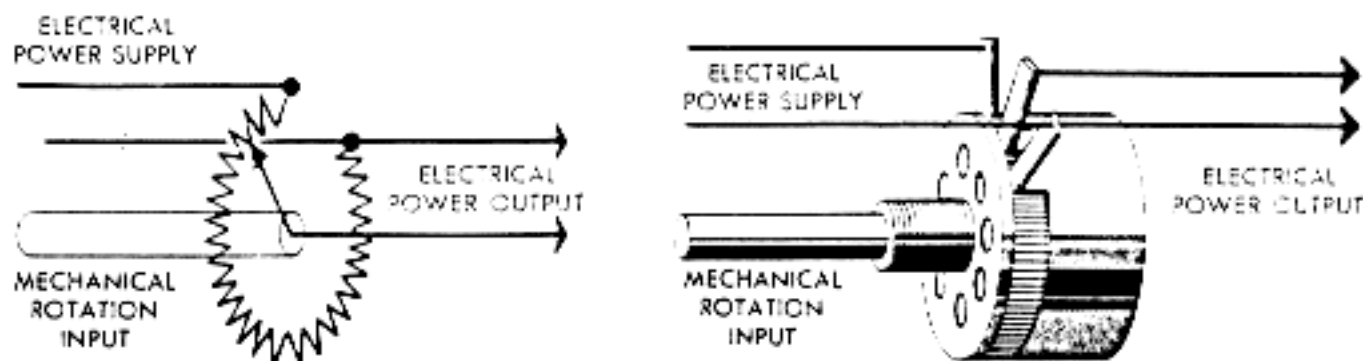 ELECTRICAL
POWER SUPPLY
ELECTRICAL
POWER OUTPUT
MECHANICAL
ROTATION
INPUT
ELECTRICAL
POWER SUPPLY
ELECTRICAL
POWER OUTPUT
MECHANICAL
ROTATION
INPUT